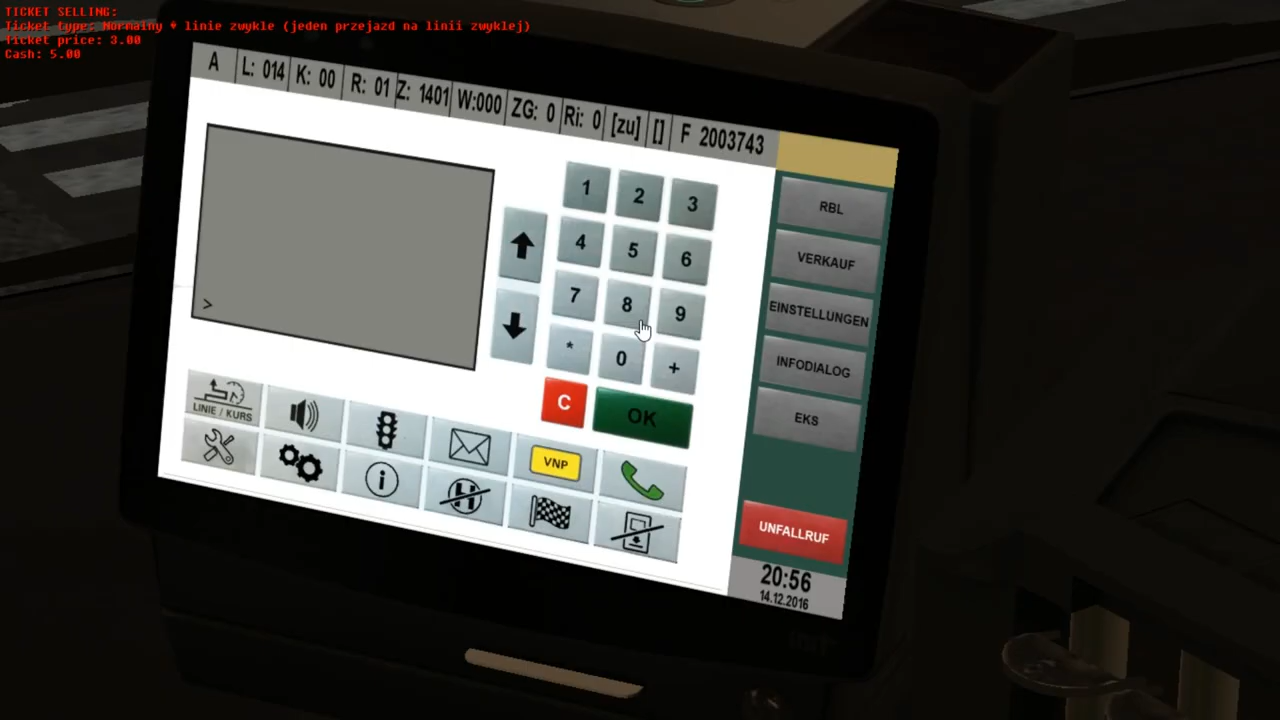 TICKET SELLING:
Ticket type: Normalny * linie zwykle (jeden przejazd na linii zwyklej)
Ticket price: 3.00
Cash: 5.00
A L: 014 K: 00 R: 01 Z: 1401 W:000 ZG: 0 Ri: 0 [zu] [] F 2003743
1 2 3
4 5 6
7 8 9
* 0 +
C OK
>
RBL
VERKAUF
EINSTELLUNGEN
INFODIALOG
EKS
UNFALLRUF
LINIE / KURS
VNP
i
H
20:56
14.12.2016